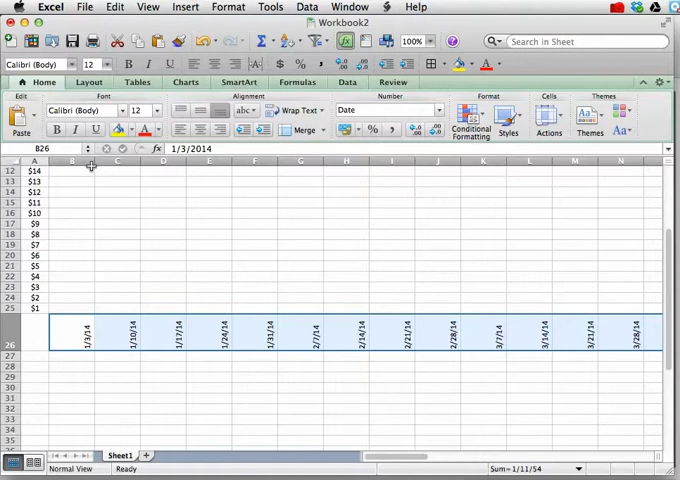 Excel File Edit View Insert Format Tools Data Window Help
Workbook2
100% Search in Sheet
Calibri (Body) 12 B I U
Home Layout Tables Charts SmartArt Formulas Data Review
Edit Font Alignment Number Format Cells Themes
Calibri (Body) 12 abc Wrap Text Date
Paste B I U A Merge $ % Conditional Formatting Styles Actions Themes Aa
B26 fx 1/3/2014
A B C D E F G H I J K L M N
12 $14
13 $13
14 $12
15 $11
16 $10
17 $9
18 $8
19 $7
20 $6
21 $5
22 $4
23 $3
24 $2
25 $1
26 1/3/14 1/10/14 1/17/14 1/24/14 1/31/14 2/7/14 2/14/14 2/21/14 2/28/14 3/7/14 3/14/14 3/21/14 3/28/14
27
28
29
30
31
32
33
34
35
Sheet1
Normal View Ready Sum=1/11/54